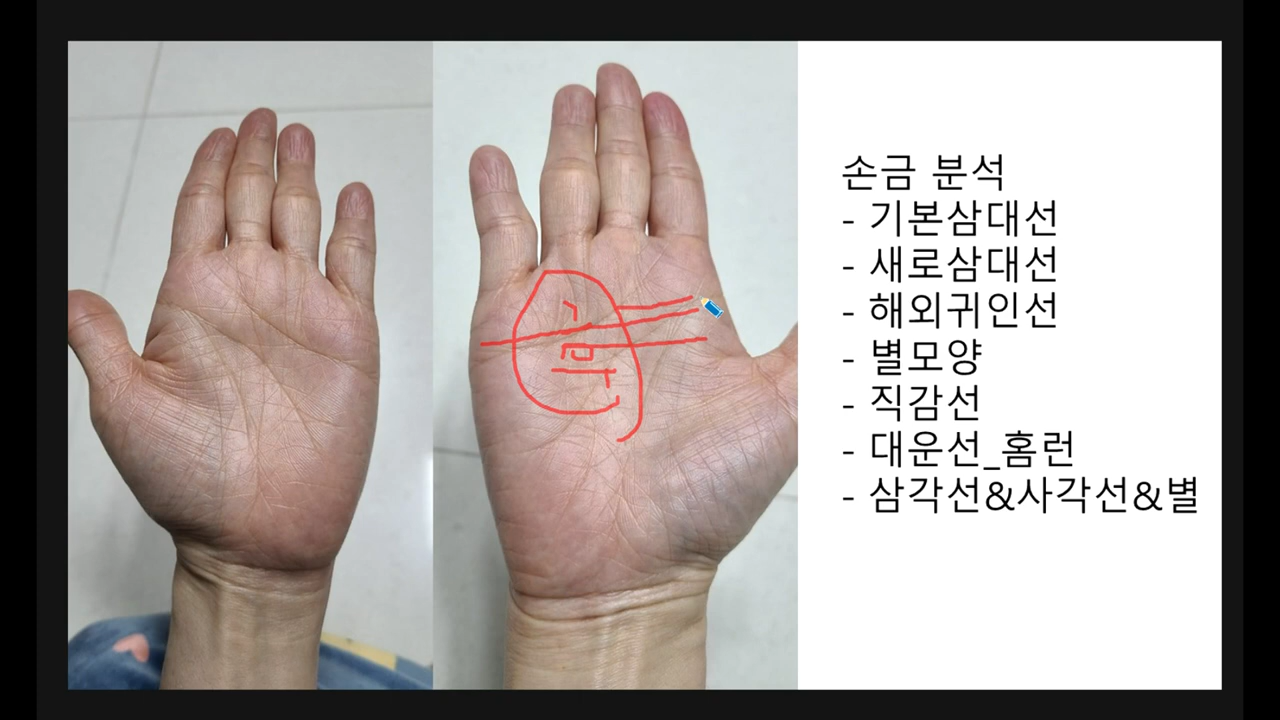 손금 분석
- 기본삼대선
- 새로삼대선
- 해외귀인선
- 별모양
- 직감선
- 대운선_홈런
- 삼각선&사각선&별